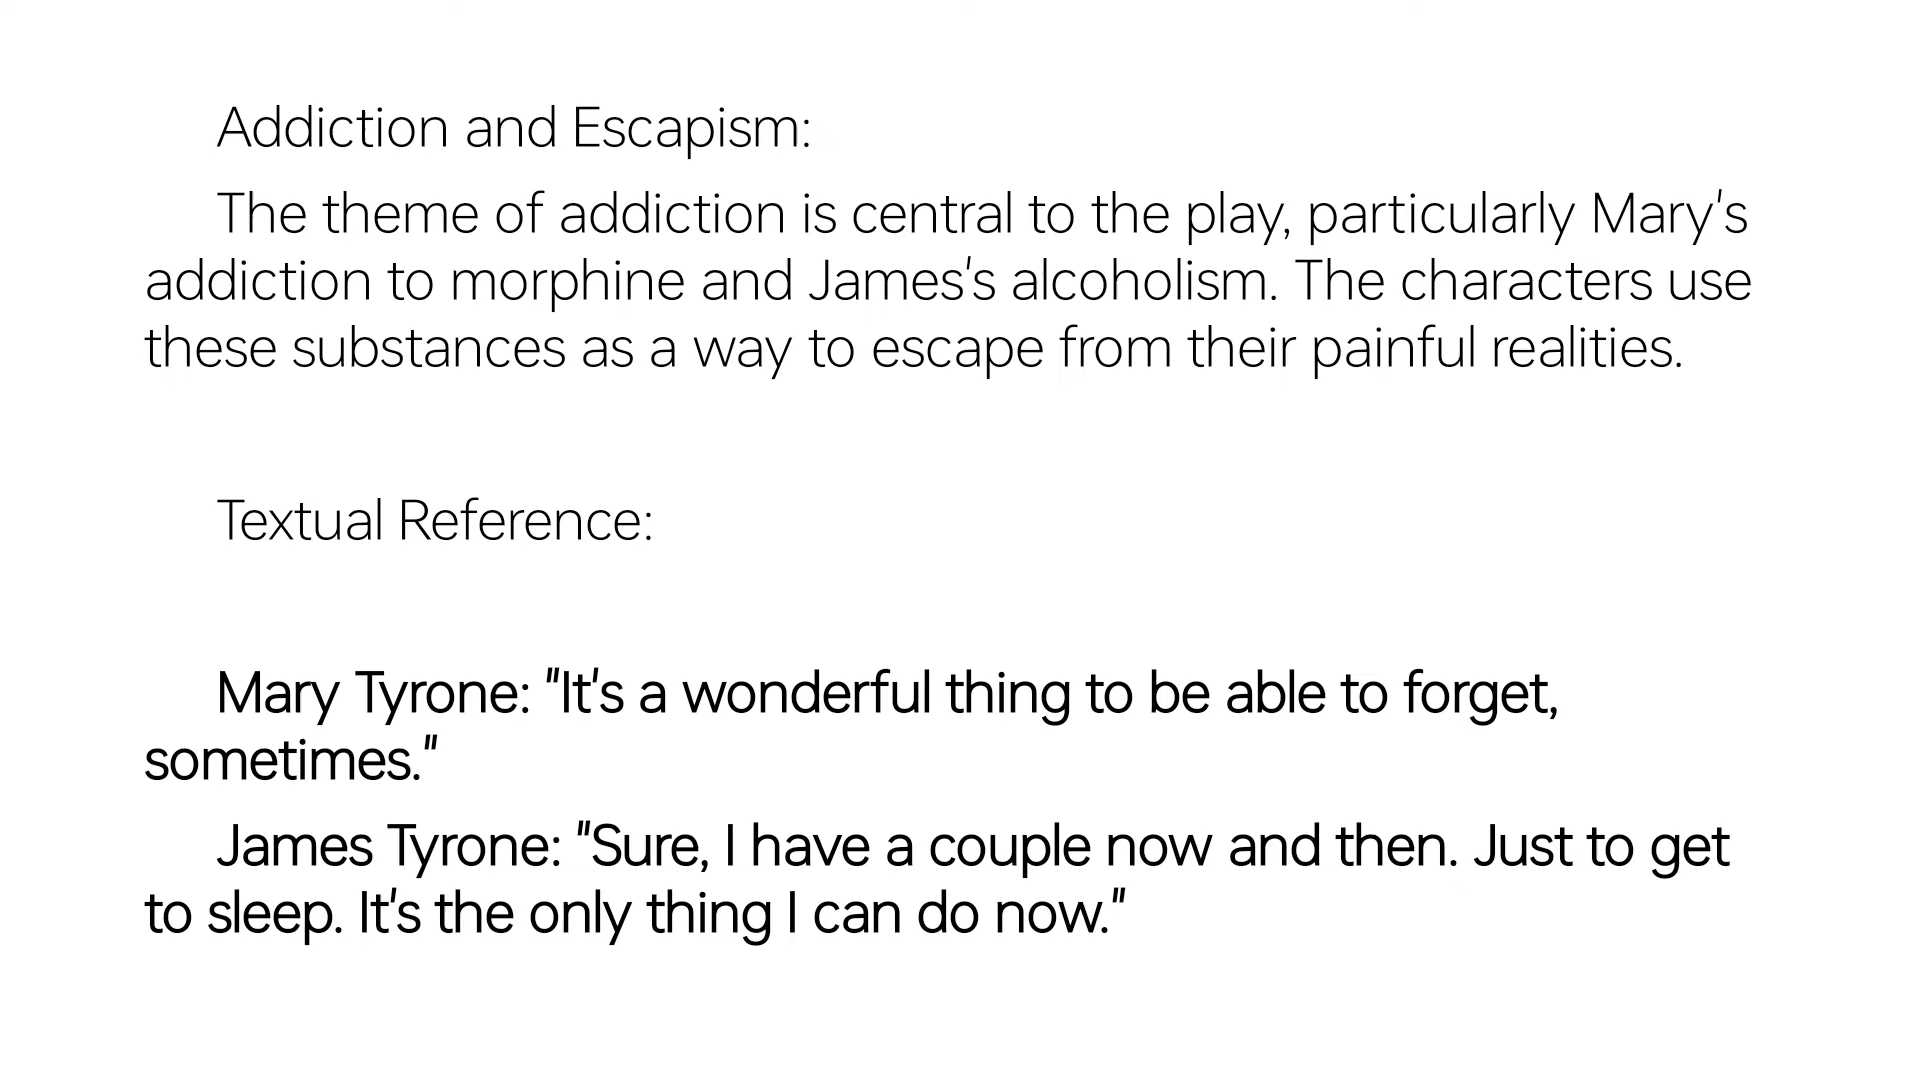 Addiction and Escapism:
The theme of addiction is central to the play, particularly Mary's
addiction to morphine and James's alcoholism. The characters use
these substances as a way to escape from their painful realities.
Textual Reference:
Mary Tyrone: "It's a wonderful thing to be able to forget,
sometimes."
James Tyrone: "Sure, I have a couple now and then. Just to get
to sleep. It's the only thing I can do now."